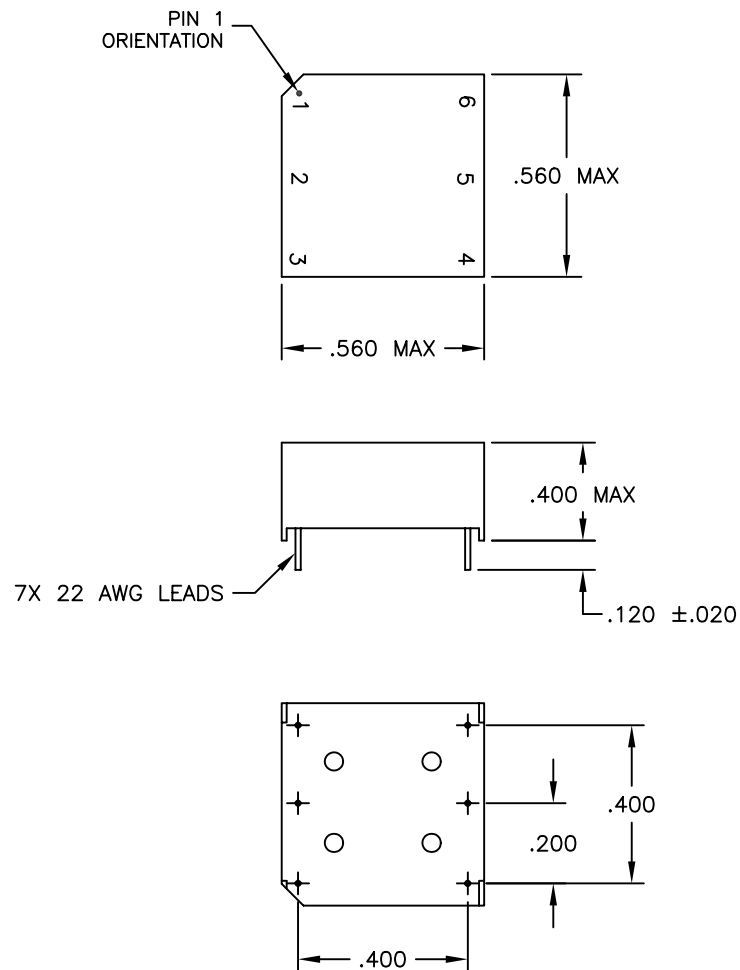 PIN 1
ORIENTATION
1
6
2
5
.560 MAX
3
4
.560 MAX
.400 MAX
7X 22 AWG LEADS
.120 ±.020
.400
.200
.400